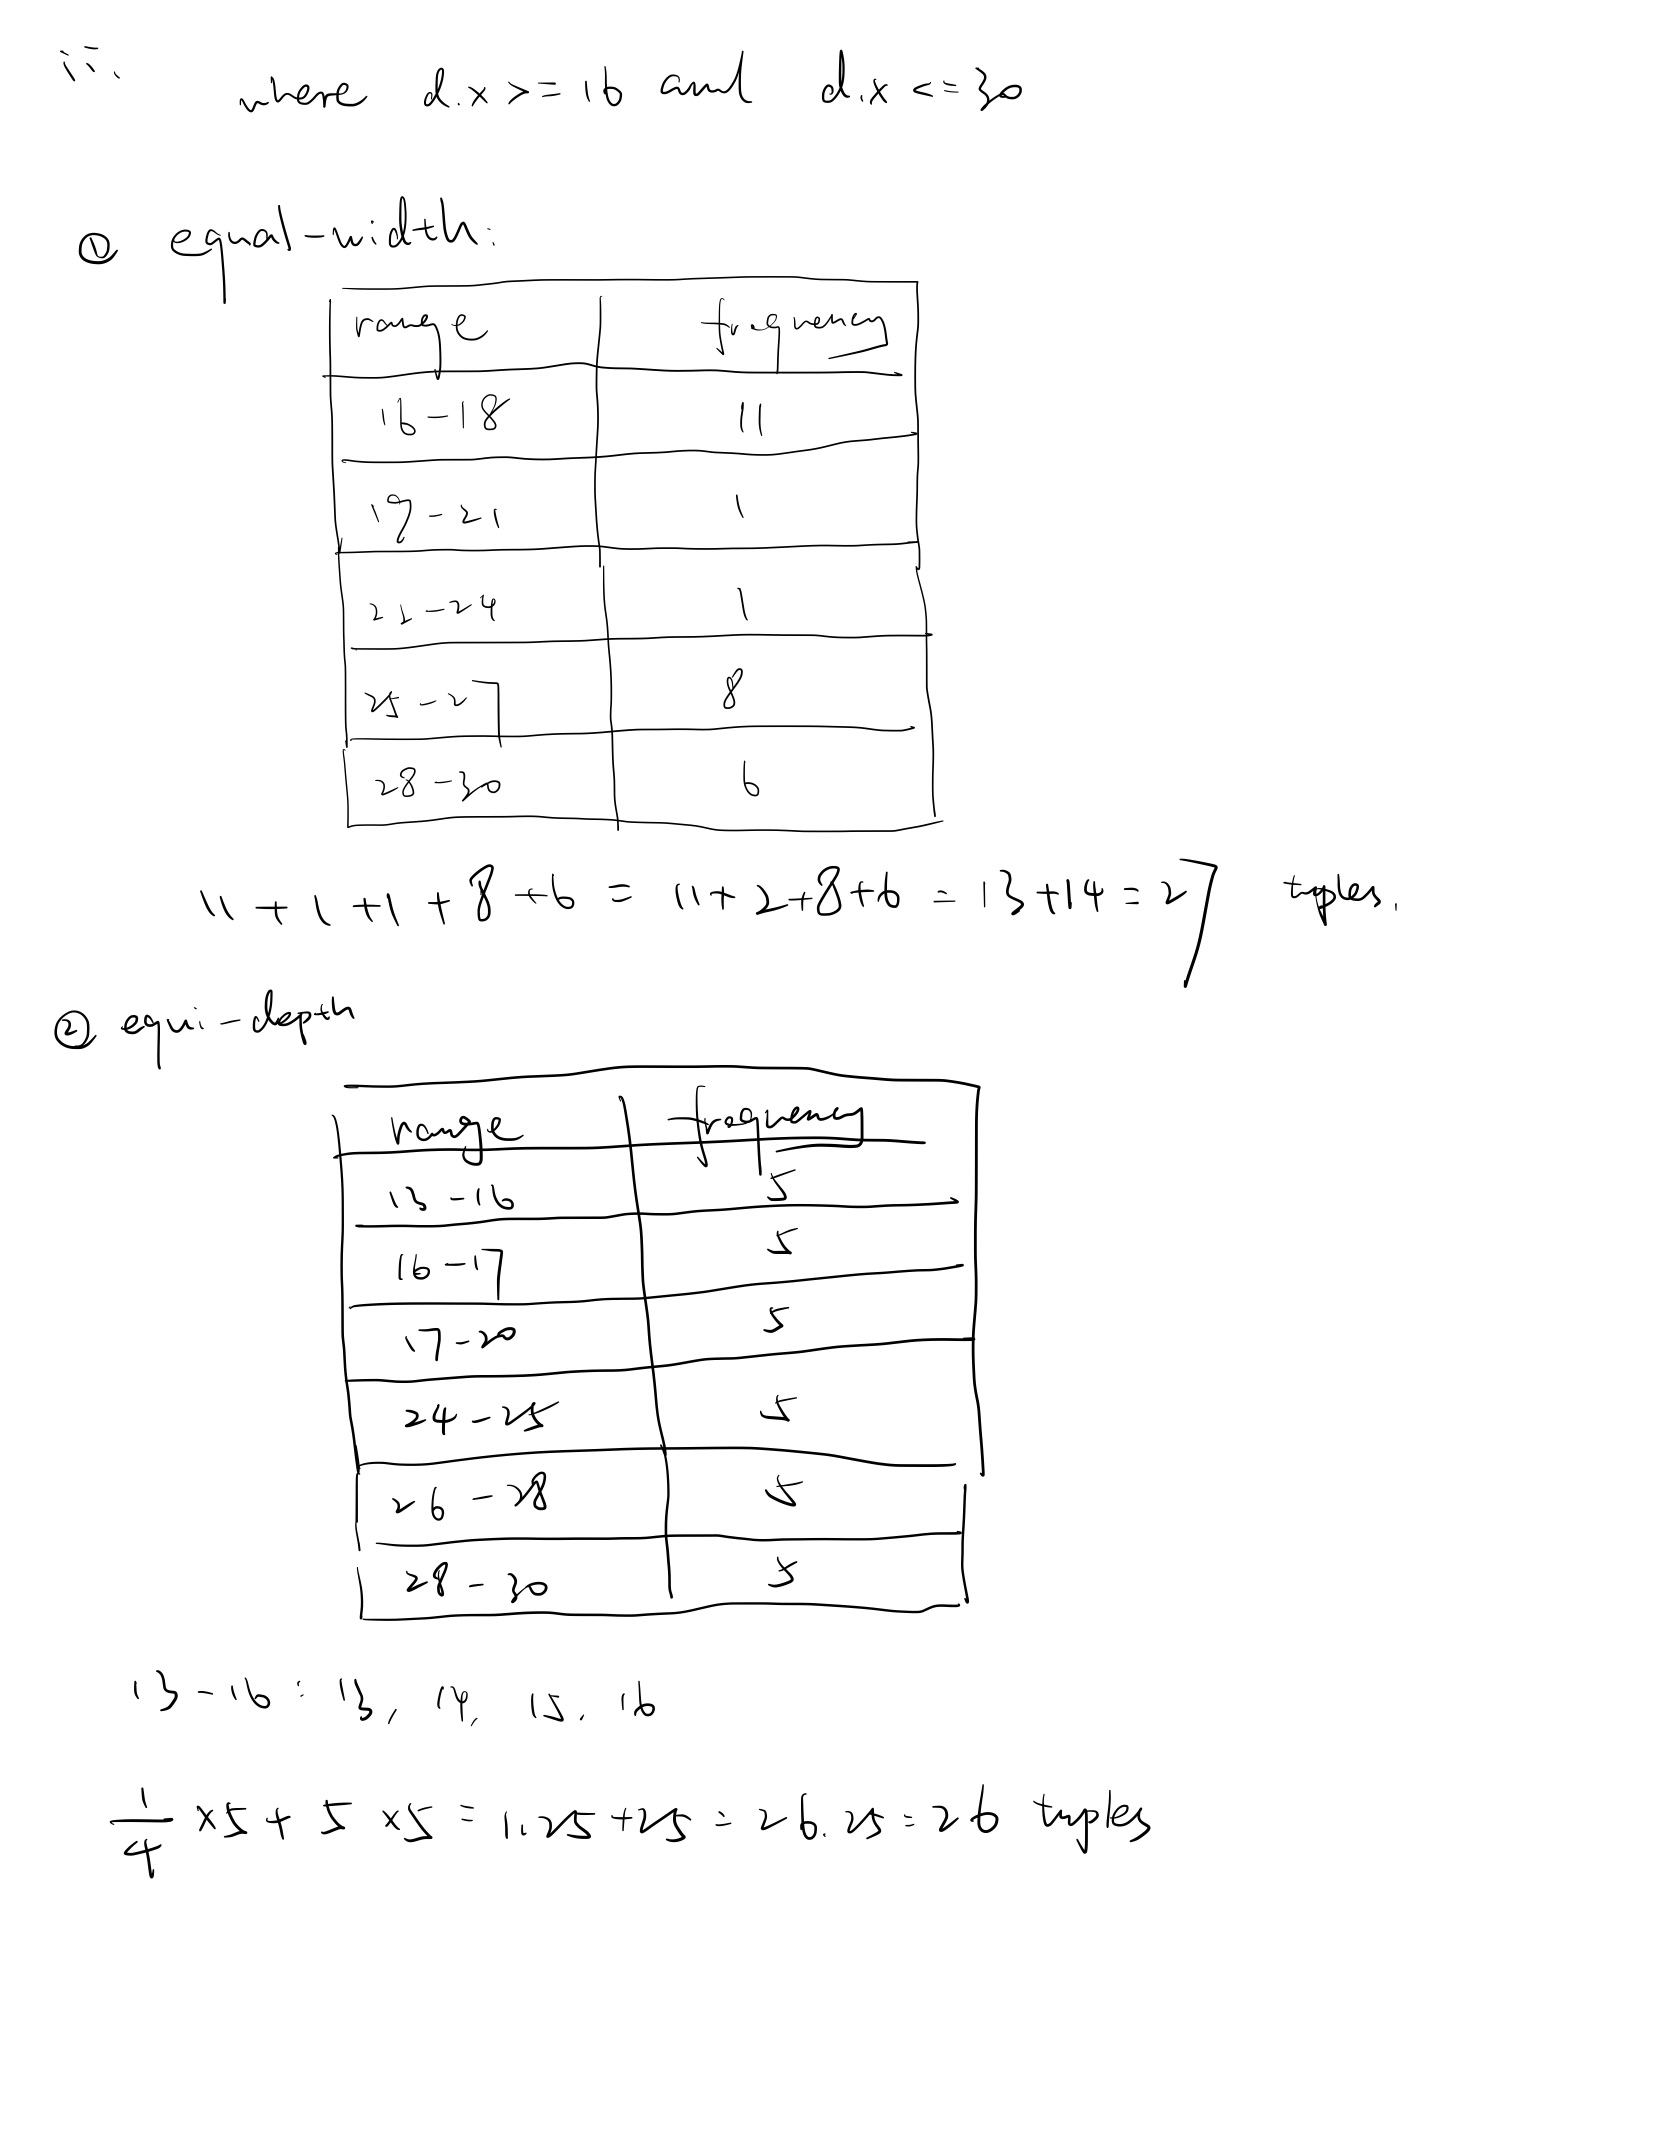 ii.
where d.x >= 16 and d.x <= 30
① equal-width:
range frequency
16-18 11
19-21 1
21-24 1
25-27 8
28-30 6
11 + 1 + 1 + 8 + 6 = 11 + 2 + 8 + 6 = 13 + 14 = 27 tuples.
② equi-depth
range frequency
13-16 5
16-17 5
17-20 5
24-25 5
26-28 5
28-30 5
13-16: 13, 14, 15, 16
1/4 ×5 + 5 ×5 = 1.25 + 25 = 26.25 = 26 tuples